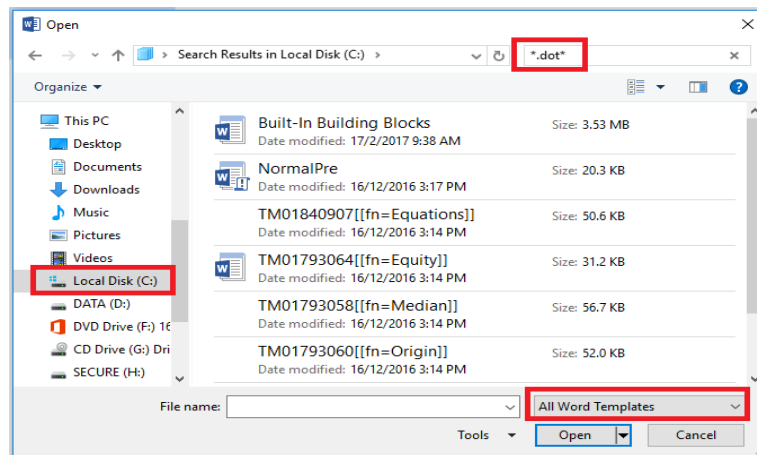 Open
Search Results in Local Disk (C:)
*.dot*
Organize
This PC
Desktop
Documents
Downloads
Music
Pictures
Videos
Local Disk (C:)
DATA (D:)
DVD Drive (F:) 16
CD Drive (G:) Dri
SECURE (H:)
Built-In Building Blocks
Date modified: 17/2/2017 9:38 AM
Size: 3.53 MB
NormalPre
Date modified: 16/12/2016 3:17 PM
Size: 20.3 KB
TM01840907[[fn=Equations]]
Date modified: 16/12/2016 3:14 PM
Size: 50.6 KB
TM01793064[[fn=Equity]]
Date modified: 16/12/2016 3:14 PM
Size: 31.2 KB
TM01793058[[fn=Median]]
Date modified: 16/12/2016 3:14 PM
Size: 56.7 KB
TM01793060[[fn=Origin]]
Date modified: 16/12/2016 3:14 PM
Size: 52.0 KB
File name:
All Word Templates
Tools
Open
Cancel